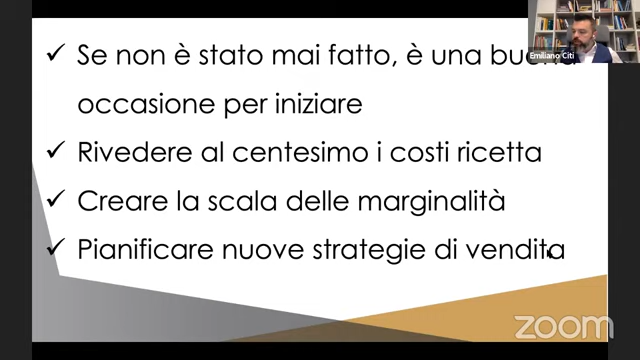 Se non è stato mai fatto, è una buona
occasione per iniziare
Rivedere al centesimo i costi ricetta
Creare la scala delle marginalità
Pianificare nuove strategie di vendita
Emiliano Citi
zoom